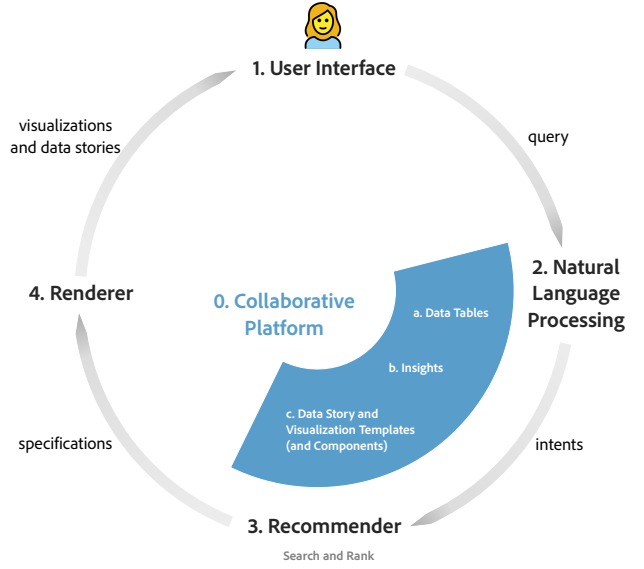 1. User Interface
visualizations
and data stories
query
2. Natural
Language
Processing
4. Renderer
0. Collaborative
Platform
a. Data Tables
b. Insights
c. Data Story and
Visualization Templates
(and Components)
specifications
intents
3. Recommender
Search and Rank